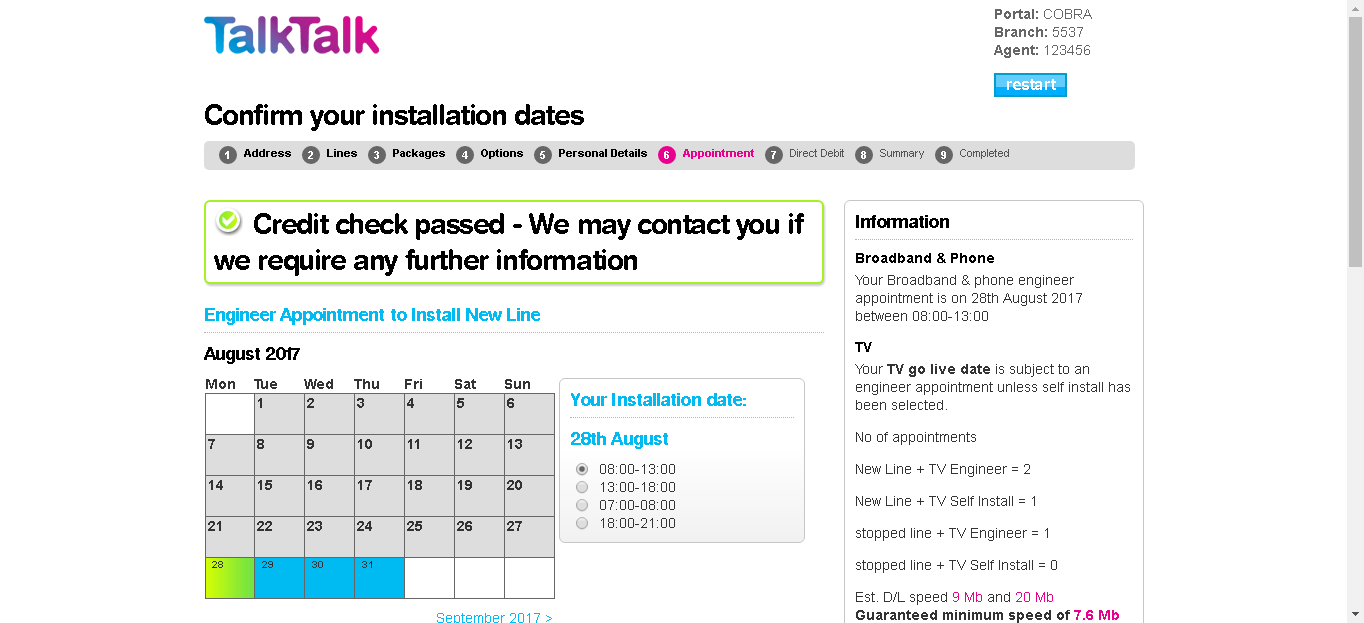 TalkTalk
Portal: COBRA
Branch: 5537
Agent: 123456
restart
Confirm your installation dates
1 Address 2 Lines 3 Packages 4 Options 5 Personal Details 6 Appointment 7 Direct Debit 8 Summary 9 Completed
Credit check passed - We may contact you if
we require any further information
Engineer Appointment to Install New Line
August 2017
Mon Tue Wed Thu Fri Sat Sun
1 2 3 4 5 6
7 8 9 10 11 12 13
14 15 16 17 18 19 20
21 22 23 24 25 26 27
28 29 30 31
September 2017 >
Your Installation date:
28th August
08:00-13:00
13:00-18:00
07:00-08:00
18:00-21:00
Information
Broadband & Phone
Your Broadband & phone engineer
appointment is on 28th August 2017
between 08:00-13:00
TV
Your TV go live date is subject to an
engineer appointment unless self install has
been selected.
No of appointments
New Line + TV Engineer = 2
New Line + TV Self Install = 1
stopped line + TV Engineer = 1
stopped line + TV Self Install = 0
Est. D/L speed 9 Mb and 20 Mb
Guaranteed minimum speed of 7.6 Mb